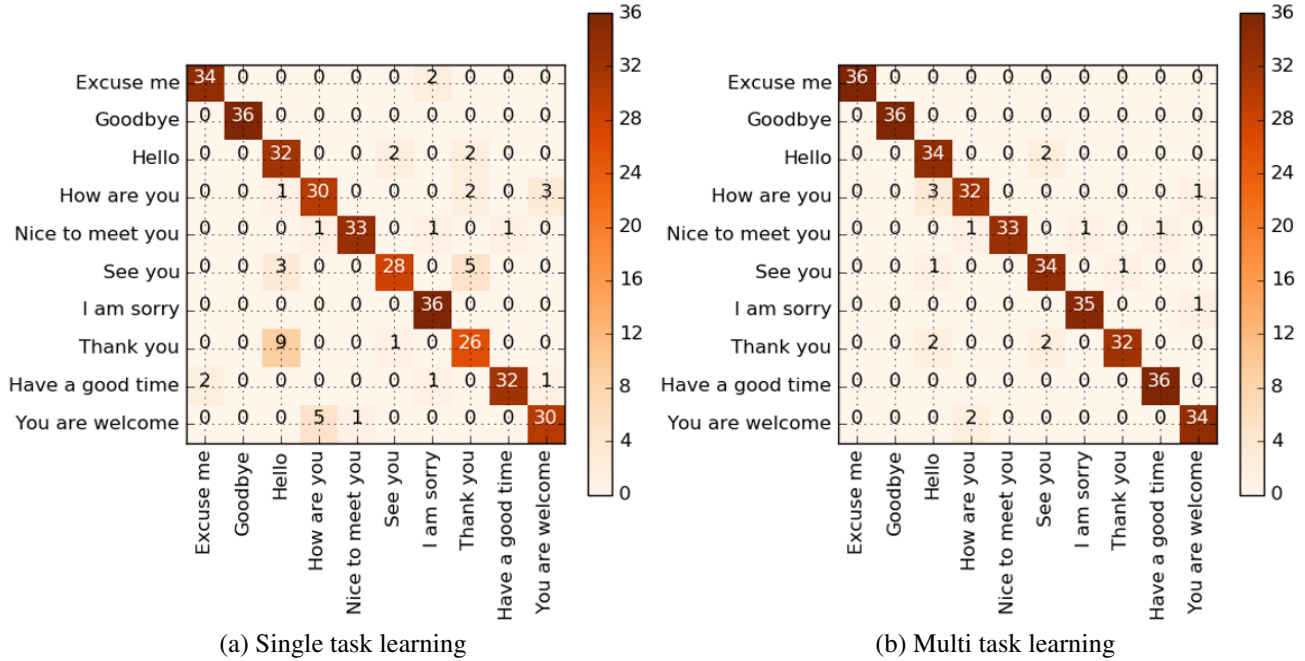 Excuse me 34 0 0 0 0 0 2 0 0 0
Goodbye 0 36 0 0 0 0 0 0 0 0
Hello 0 0 32 0 0 2 0 2 0 0
How are you 0 0 1 30 0 0 0 2 0 3
Nice to meet you 0 0 0 1 33 0 1 0 1 0
See you 0 0 3 0 0 28 0 5 0 0
I am sorry 0 0 0 0 0 0 36 0 0 0
Thank you 0 0 9 0 0 1 0 26 0 0
Have a good time 2 0 0 0 0 0 1 0 32 1
You are welcome 0 0 0 5 1 0 0 0 0 30
Excuse me
Goodbye
Hello
How are you
Nice to meet you
See you
I am sorry
Thank you
Have a good time
You are welcome
36
32
28
24
20
16
12
8
4
0
(a) Single task learning
Excuse me 36 0 0 0 0 0 0 0 0 0
Goodbye 0 36 0 0 0 0 0 0 0 0
Hello 0 0 34 0 0 2 0 0 0 0
How are you 0 0 3 32 0 0 0 0 0 1
Nice to meet you 0 0 0 1 33 0 1 0 1 0
See you 0 0 1 0 0 34 0 1 0 0
I am sorry 0 0 0 0 0 0 35 0 0 1
Thank you 0 0 2 0 0 2 0 32 0 0
Have a good time 0 0 0 0 0 0 0 0 36 0
You are welcome 0 0 0 2 0 0 0 0 0 34
Excuse me
Goodbye
Hello
How are you
Nice to meet you
See you
I am sorry
Thank you
Have a good time
You are welcome
36
32
28
24
20
16
12
8
4
0
(b) Multi task learning